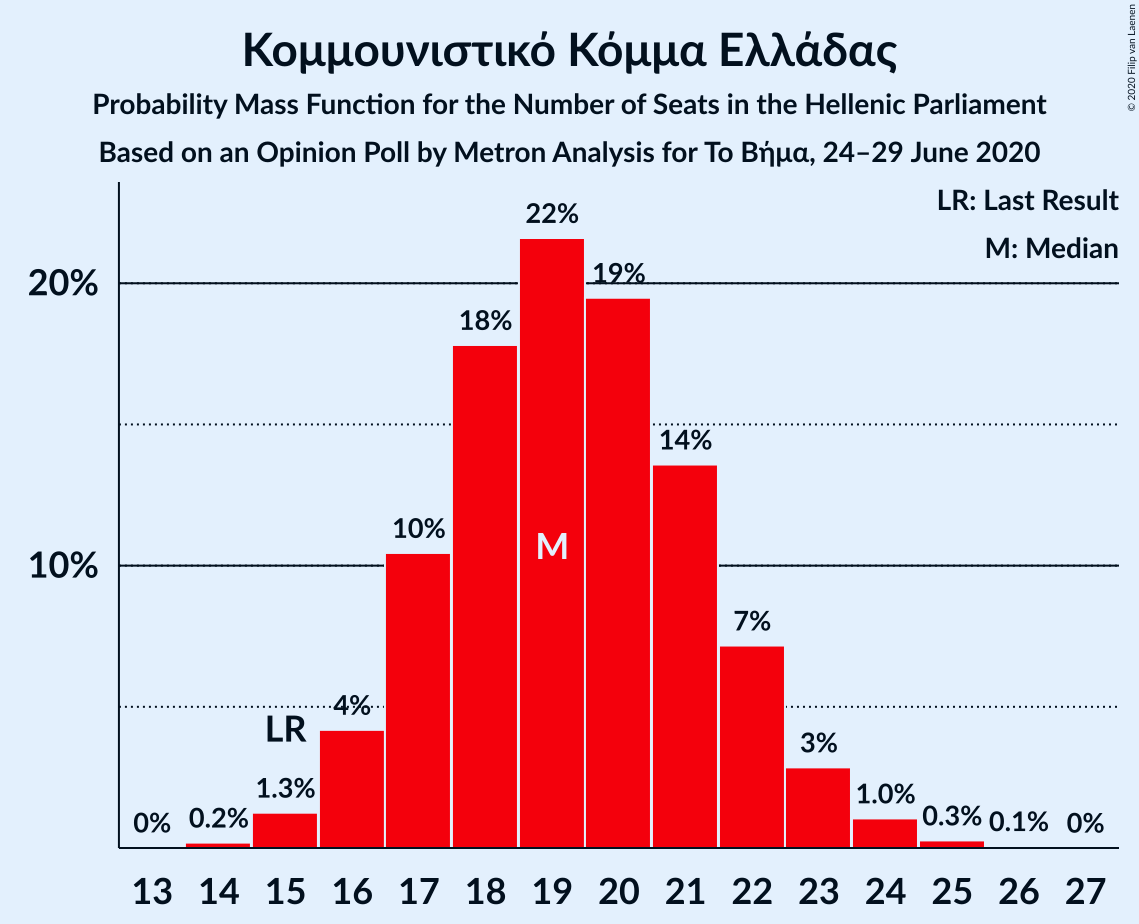 Κομμουνιστικό Κόμμα Ελλάδας
Probability Mass Function for the Number of Seats in the Hellenic Parliament
Based on an Opinion Poll by Metron Analysis for Το Βήμα, 24–29 June 2020
© 2020 Filip van Laenen
LR: Last Result
M: Median
20%
10%
0%
0.2%
1.3%
LR
4%
10%
18%
22%
M
19%
14%
7%
3%
1.0%
0.3%
0.1%
0%
13 14 15 16 17 18 19 20 21 22 23 24 25 26 27